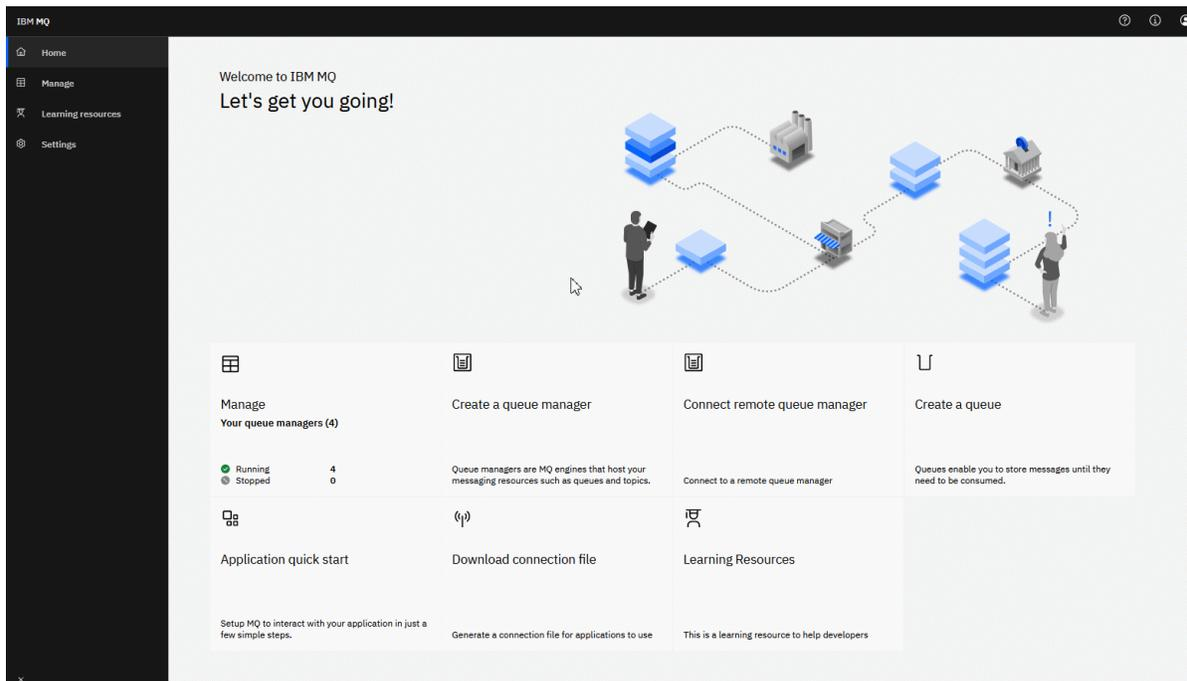 IBM MQ
Home
Manage
Learning resources
Settings
Welcome to IBM MQ
Let's get you going!
!
Manage
Your queue managers (4)
Running 4
Stopped 0
Create a queue manager
Queue managers are MQ engines that host your
messaging resources such as queues and topics.
Connect remote queue manager
Connect to a remote queue manager
Create a queue
Queues enable you to store messages until they
need to be consumed.
Application quick start
Setup MQ to interact with your application in just a
few simple steps.
Download connection file
Generate a connection file for applications to use
Learning Resources
This is a learning resource to help developers